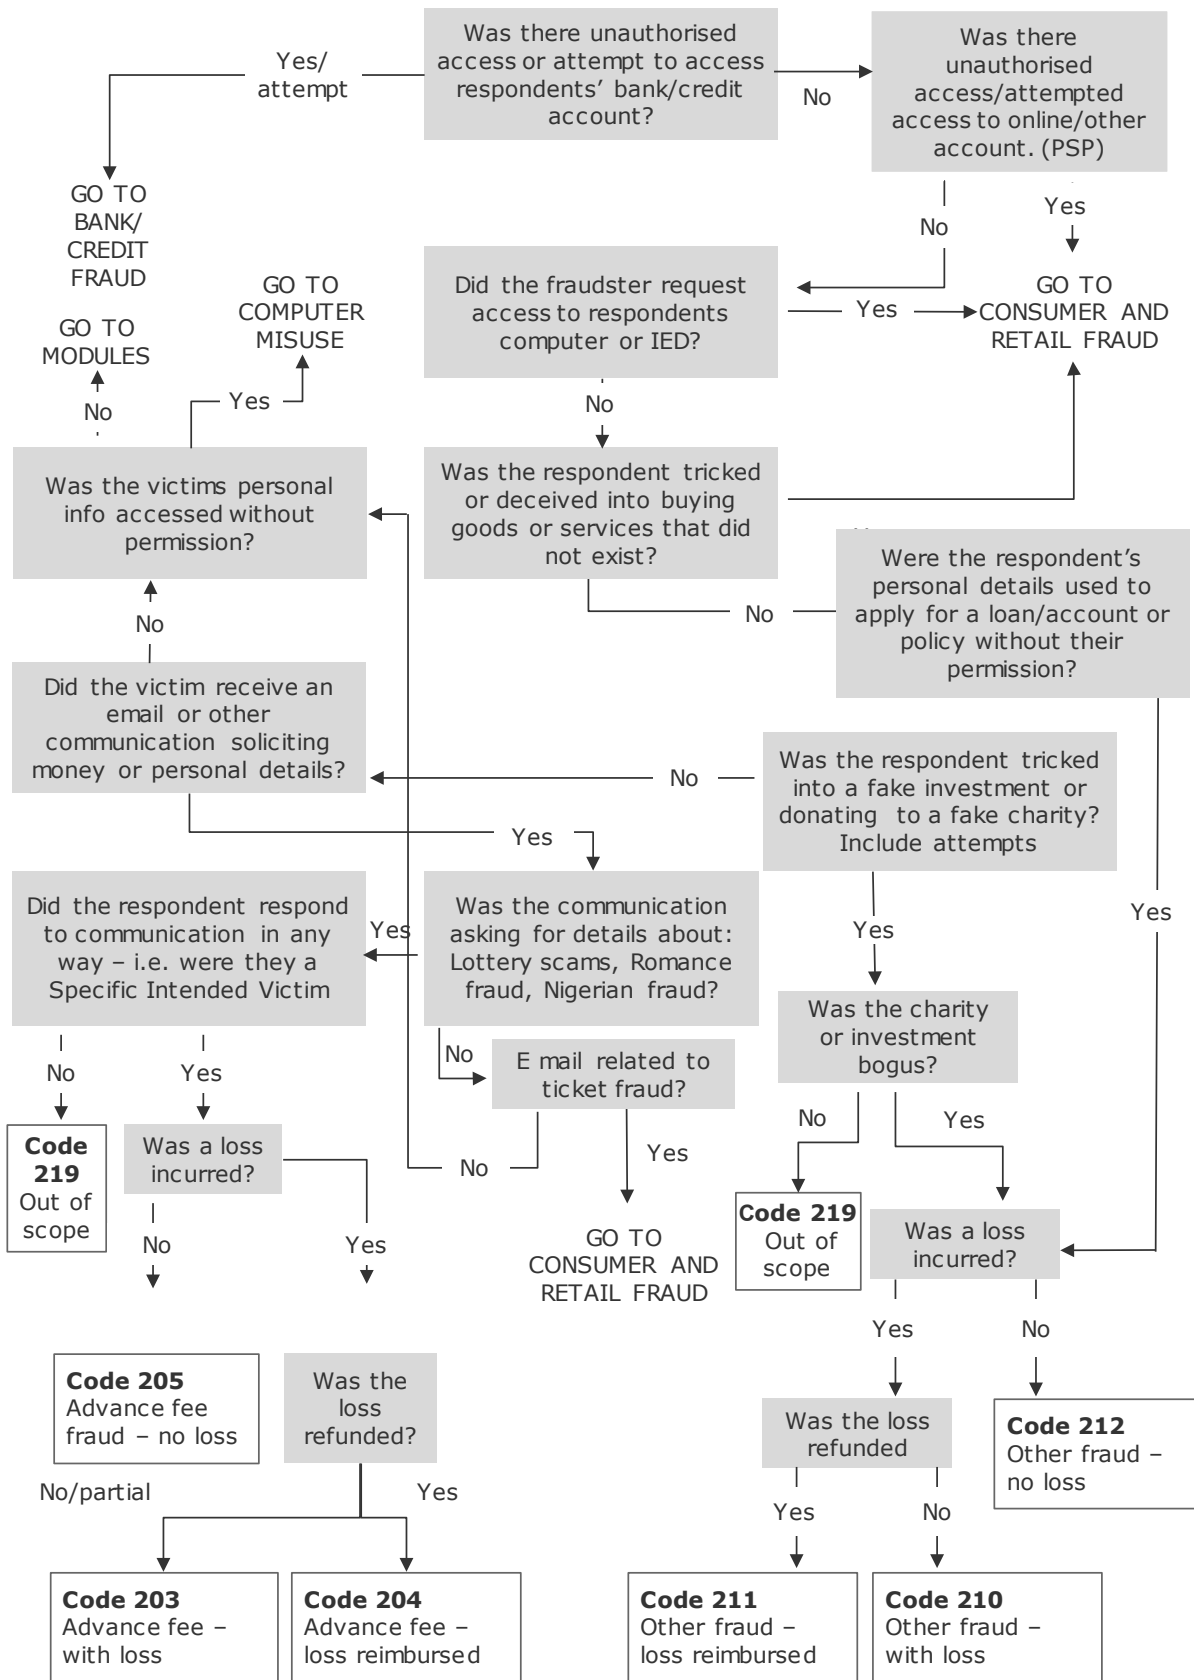 Was there unauthorised
access or attempt to access
respondents’ bank/credit
account?
Yes/
attempt
No
Was there
unauthorised
access/attempted
access to online/other
account. (PSP)
GO TO
BANK/
CREDIT
FRAUD
No
Yes
GO TO
COMPUTER
MISUSE
GO TO
MODULES
Did the fraudster request
access to respondents
computer or IED?
Yes
GO TO
CONSUMER AND
RETAIL FRAUD
No
Yes
No
Was the victims personal
info accessed without
permission?
Was the respondent tricked
or deceived into buying
goods or services that did
not exist?
No
Were the respondent’s
personal details used to
apply for a loan/account or
policy without their
permission?
No
Did the victim receive an
email or other
communication soliciting
money or personal details?
No
Was the respondent tricked
into a fake investment or
donating to a fake charity?
Include attempts
Yes
Did the respondent respond
to communication in any
way – i.e. were they a
Specific Intended Victim
Yes
Was the communication
asking for details about:
Lottery scams, Romance
fraud, Nigerian fraud?
Yes
Yes
Was the charity
or investment
bogus?
No
Yes
No
E mail related to
ticket fraud?
No
Yes
Code
219
Out of
scope
Was a loss
incurred?
No
Yes
No
Yes
GO TO
CONSUMER AND
RETAIL FRAUD
Code 219
Out of
scope
Was a loss
incurred?
Yes
No
Code 205
Advance fee
fraud – no loss
Was the
loss
refunded?
Was the loss
refunded
Code 212
Other fraud –
no loss
No/partial
Yes
Yes
No
Code 203
Advance fee –
with loss
Code 204
Advance fee –
loss reimbursed
Code 211
Other fraud –
loss reimbursed
Code 210
Other fraud –
with loss